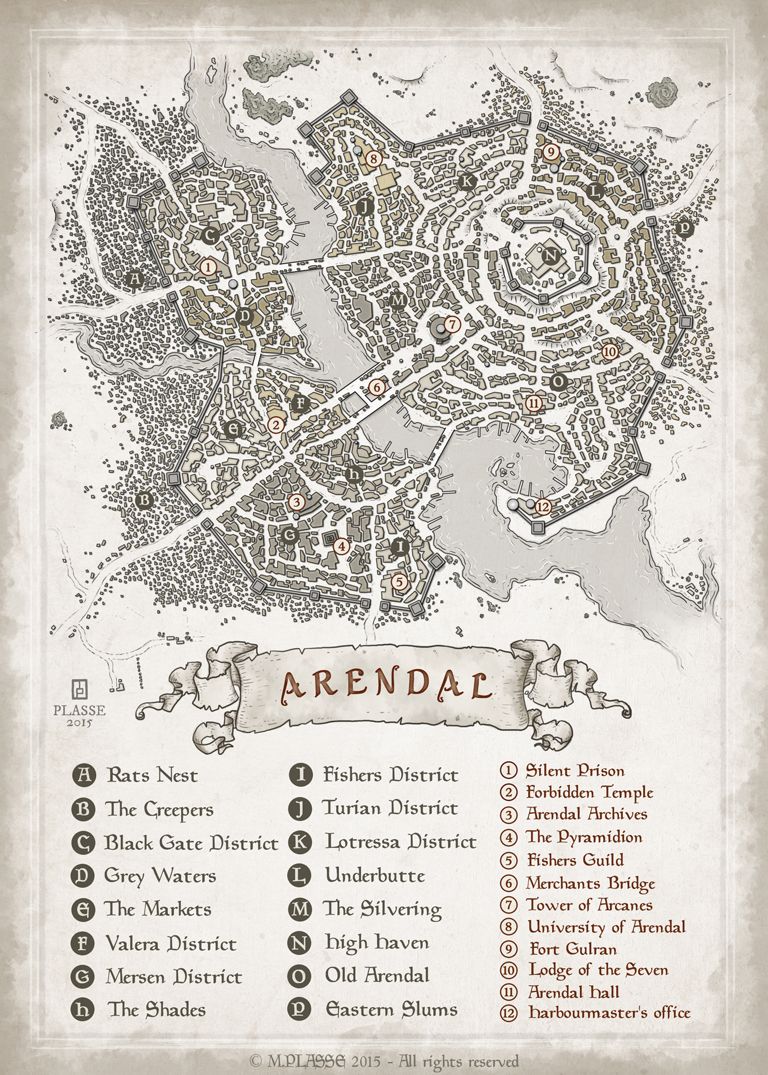 8
9
J
K
L
P
C
N
1
A
M
D
7
10
O
6
F
11
2
G
h
B
3
12
G
4
I
5
ARENDAL
PLASSE
2015
A Rats Nest
B The Creepers
C Black Gate District
D Grey Waters
E The Markets
F Valera District
G Mersen District
h The Shades
I Fishers District
J Turian District
K Lotressa District
L Underbutte
M The Silvering
N high haven
O Old Arendal
P Eastern Slums
1 Silent Prison
2 Forbidden Temple
3 Arendal Archives
4 The Pyramidion
5 Fishers Guild
6 Merchants Bridge
7 Tower of Arcanes
8 University of Arendal
9 Fort Gulran
10 Lodge of the Seven
11 Arendal hall
12 harbourmaster's office
© M.PLASSE 2015 - All rights reserved